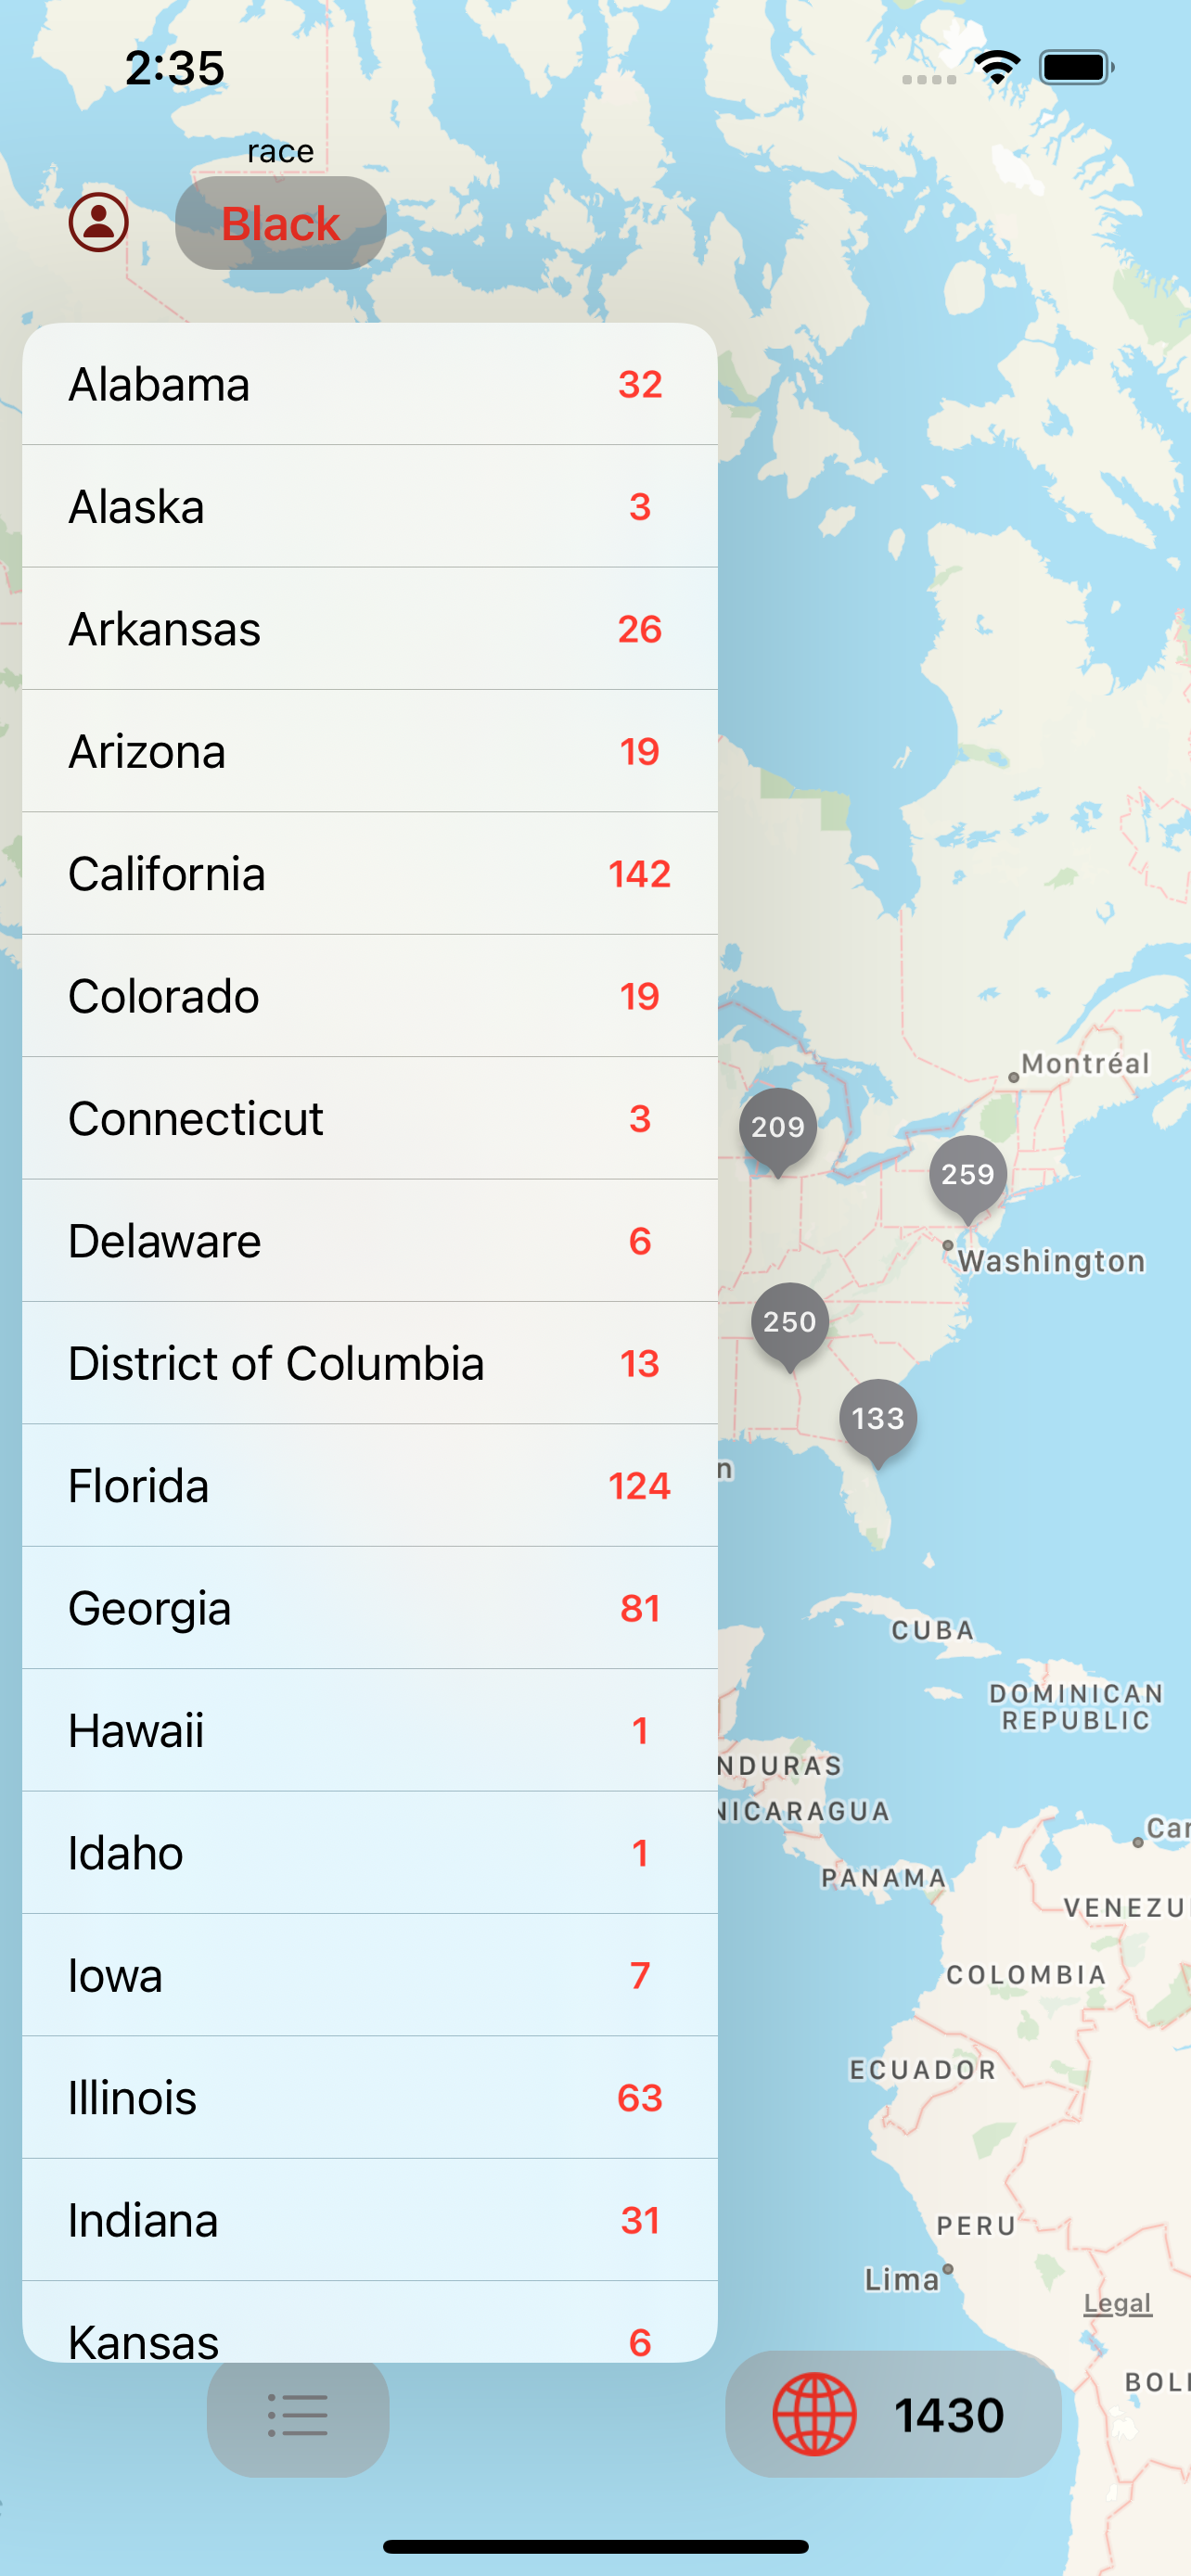 2:35
race
Black
Alabama 32
Alaska 3
Arkansas 26
Arizona 19
California 142
Colorado 19
Connecticut 3
Delaware 6
District of Columbia 13
Florida 124
Georgia 81
Hawaii 1
Idaho 1
Iowa 7
Illinois 63
Indiana 31
Kansas 6
Montréal
209
259
Washington
250
133
n
CUBA
DOMINICAN
REPUBLIC
NDURAS
NICARAGUA
Car
PANAMA
VENEZU
COLOMBIA
ECUADOR
PERU
Lima
Legal
BOLI
1430